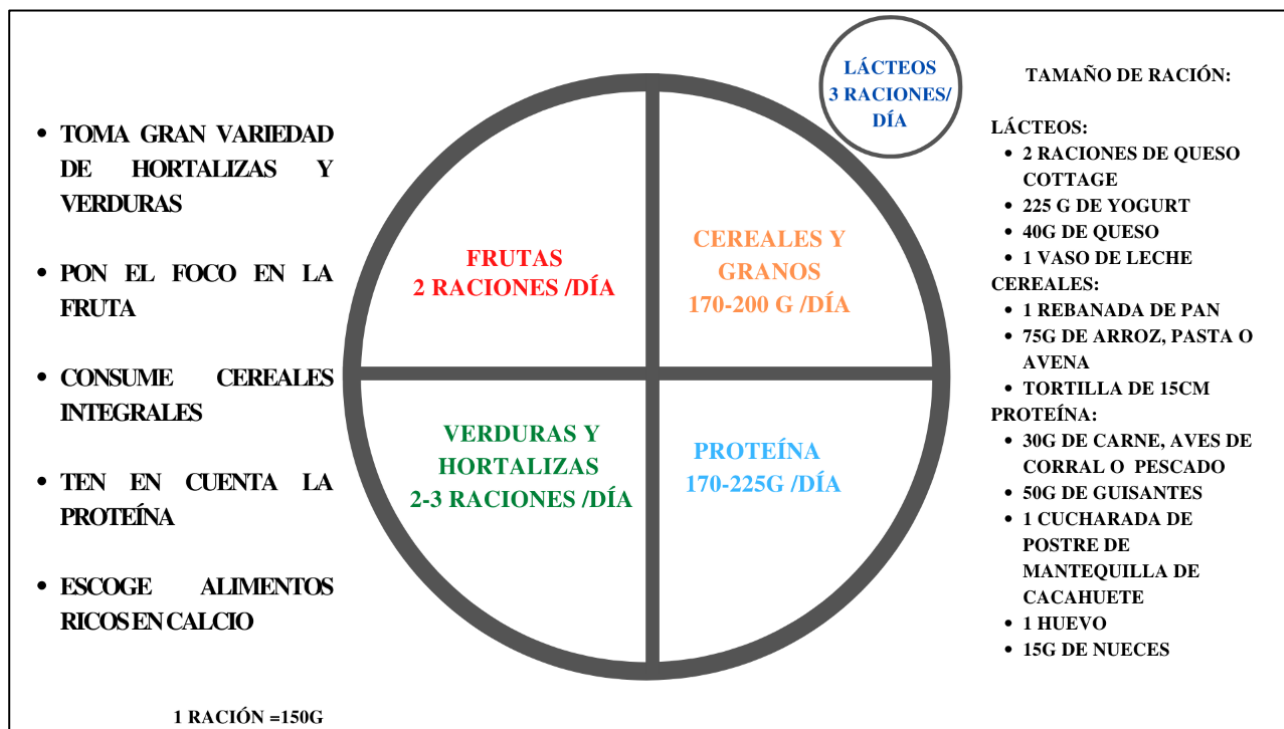 • TOMA GRAN VARIEDAD
DE HORTALIZAS Y
VERDURAS
• PON EL FOCO EN LA
FRUTA
• CONSUME CEREALES
INTEGRALES
• TEN EN CUENTA LA
PROTEÍNA
• ESCOGE ALIMENTOS
RICOS EN CALCIO
1 RACIÓN =150G
FRUTAS
2 RACIONES /DÍA
CEREALES Y
GRANOS
170-200 G /DÍA
VERDURAS Y
HORTALIZAS
2-3 RACIONES /DÍA
PROTEÍNA
170-225G /DÍA
LÁCTEOS
3 RACIONES/
DÍA
TAMAÑO DE RACIÓN:
LÁCTEOS:
• 2 RACIONES DE QUESO
COTTAGE
• 225 G DE YOGURT
• 40G DE QUESO
• 1 VASO DE LECHE
CEREALES:
• 1 REBANADA DE PAN
• 75G DE ARROZ, PASTA O
AVENA
• TORTILLA DE 15CM
PROTEÍNA:
• 30G DE CARNE, AVES DE
CORRAL O PESCADO
• 50G DE GUISANTES
• 1 CUCHARADA DE
POSTRE DE
MANTEQUILLA DE
CACAHUETE
• 1 HUEVO
• 15G DE NUECES